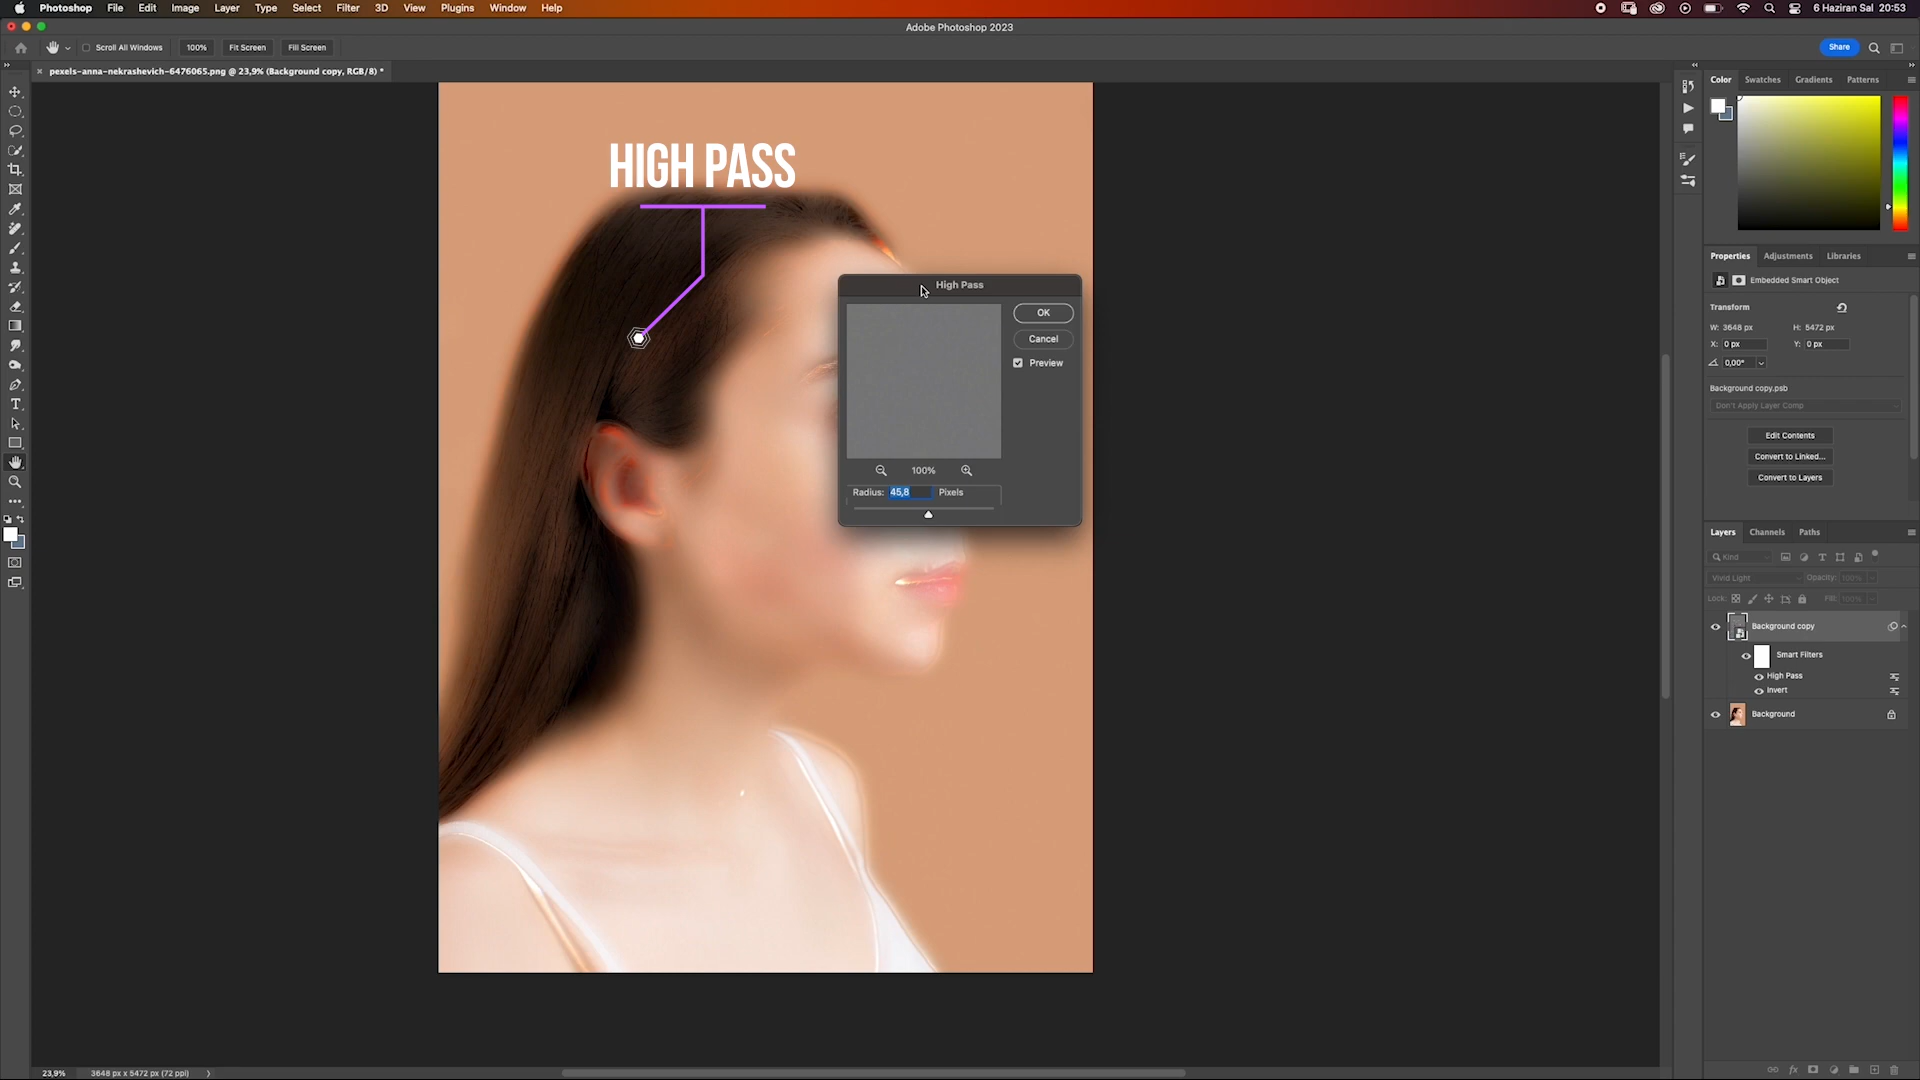 Photoshop File Edit Image Layer Type Select Filter 3D View Plugins Window Help
6 Haziran Sal 20:53
Adobe Photoshop 2023
Scroll All Windows 100% Fit Screen Fill Screen
Share
pexels-anna-nekrashevich-6476065.png @ 23,9% (Background copy, RGB/8) *
Color Swatches Gradients Patterns
HIGH PASS
High Pass
OK
Cancel
Preview
100%
Radius: 45,8 Pixels
Properties Adjustments Libraries
Embedded Smart Object
Transform
W: 3648 px H: 5472 px
X: 0 px Y: 0 px
0,00°
Background copy.psb
Don't Apply Layer Comp
Edit Contents
Convert to Linked...
Convert to Layers
Layers Channels Paths
Kind
Vivid Light Opacity: 100%
Lock: Fill: 100%
Background copy
Smart Filters
High Pass
Invert
Background
23,9% 3648 px x 5472 px (72 ppi)